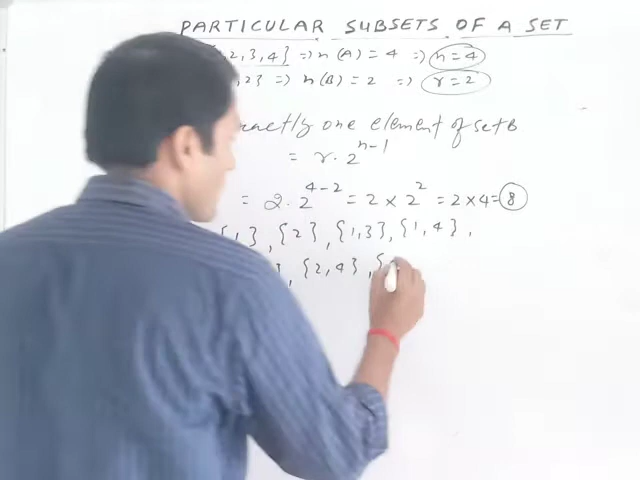 PARTICULAR SUBSETS OF A SET
2,3,4} => n(A) = 4 => n=4
,2} => n(B) = 2 => r=2
exactly one element of set B
= r. 2^{n-1}
= 2. 2^{4-2} = 2 × 2^2 = 2 × 4 = 8
{1}, {2}, {1,3}, {1,4},
}, {2,4}, {